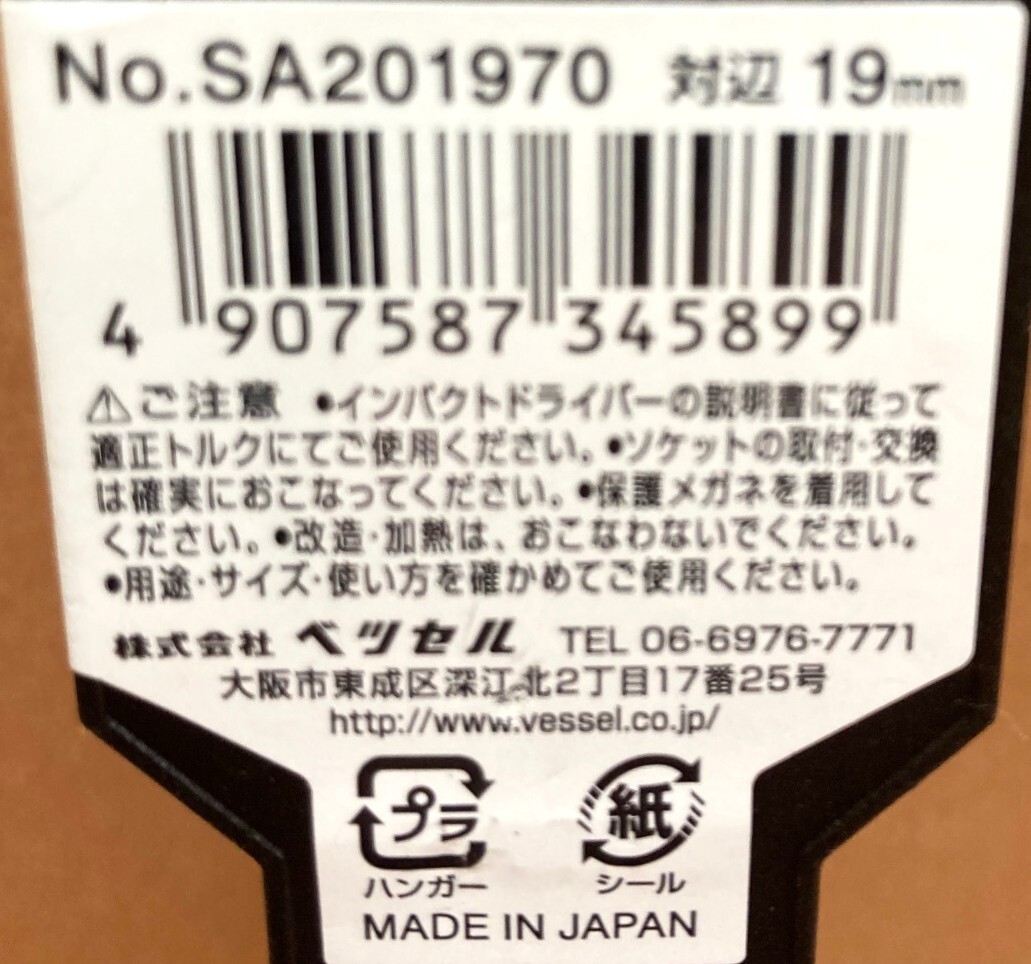 No.SA201970 対辺 19mm
4 907587 345899
⚠ご注意 •インパクトドライバーの説明書に従って
適正トルクにてご使用ください。•ソケットの取付・交換
は確実におこなってください。•保護メガネを着用して
ください。•改造・加熱は、おこなわないでください。
•用途・サイズ・使い方を確かめてご使用ください。
株式会社 ベッセル TEL 06-6976-7771
大阪市東成区深江北2丁目17番25号
http://www.vessel.co.jp/
プラ 紙
ハンガー シール
MADE IN JAPAN